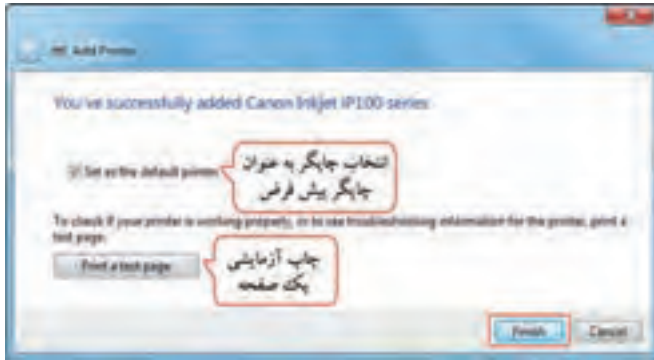 Add Printer
You've successfully added Canon Inkjet iP100 series
Set as the default printer
انتخاب چاپگر به عنوان
چاپگر پیش فرض
To check if your printer is working properly, or to see troubleshooting information for the printer, print a
test page.
Print a test page
چاپ آزمایشی
یک صفحه
Finish
Cancel